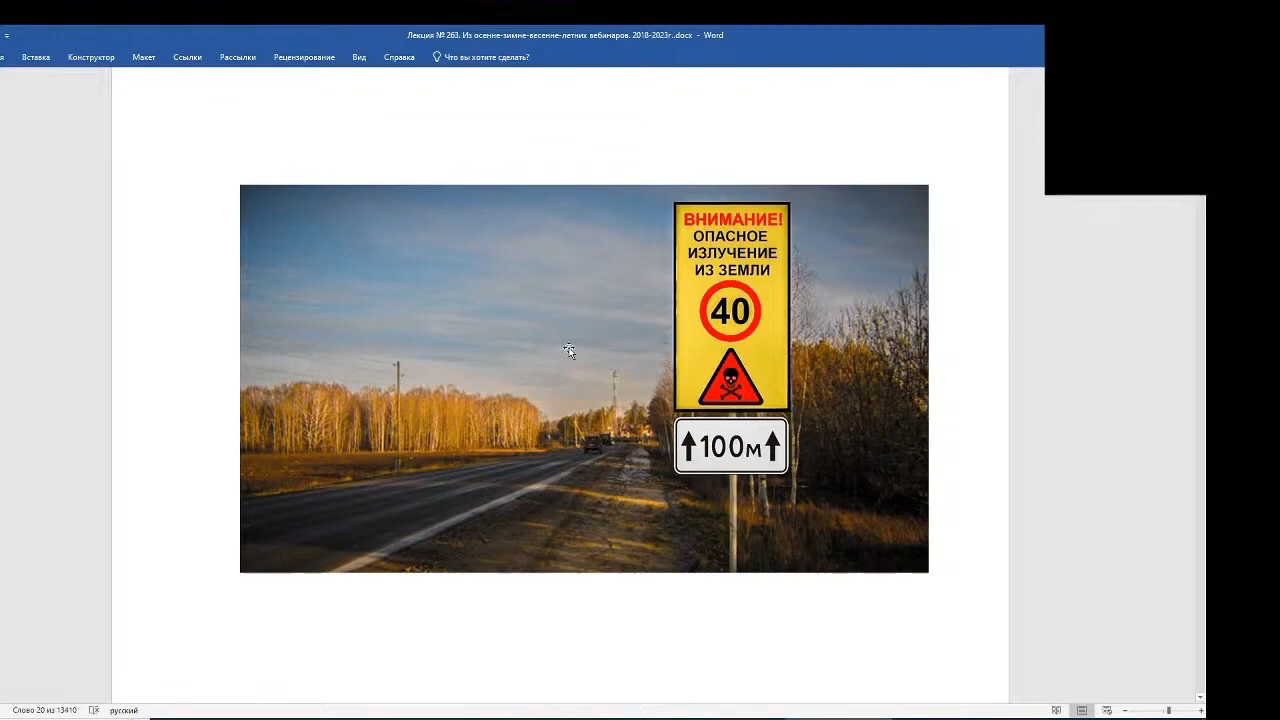 Лекция № 263. Из осенне-зимне-весенне-летних вебинаров. 2018-2023г..docx - Word
Вставка Конструктор Макет Ссылки Рассылки Рецензирование Вид Справка Что вы хотите сделать?
ВНИМАНИЕ!
ОПАСНОЕ
ИЗЛУЧЕНИЕ
ИЗ ЗЕМЛИ
40
100м
Слово 20 из 13410 русский